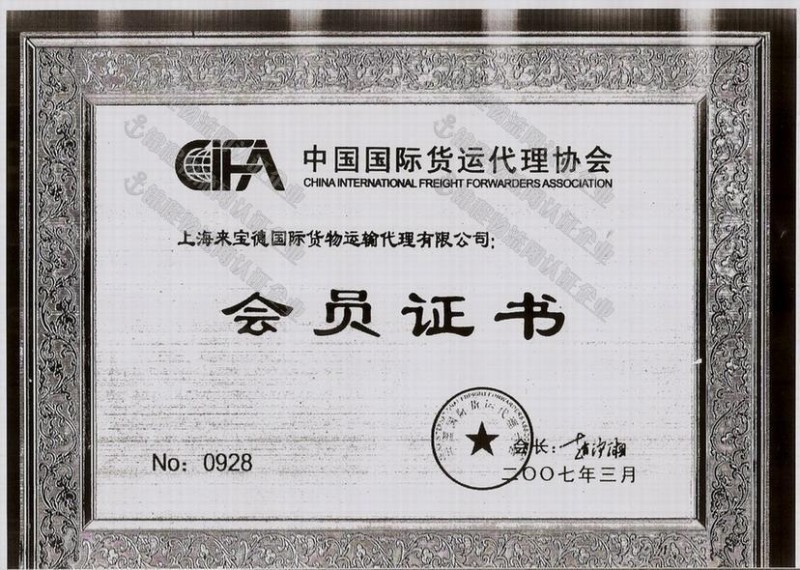 CIFA
中国国际货运代理协会
CHINA INTERNATIONAL FREIGHT FORWARDERS ASSOCIATION
上海来宝德国际货物运输代理有限公司:
会员证书
No: 0928
会长:
二〇〇七年三月